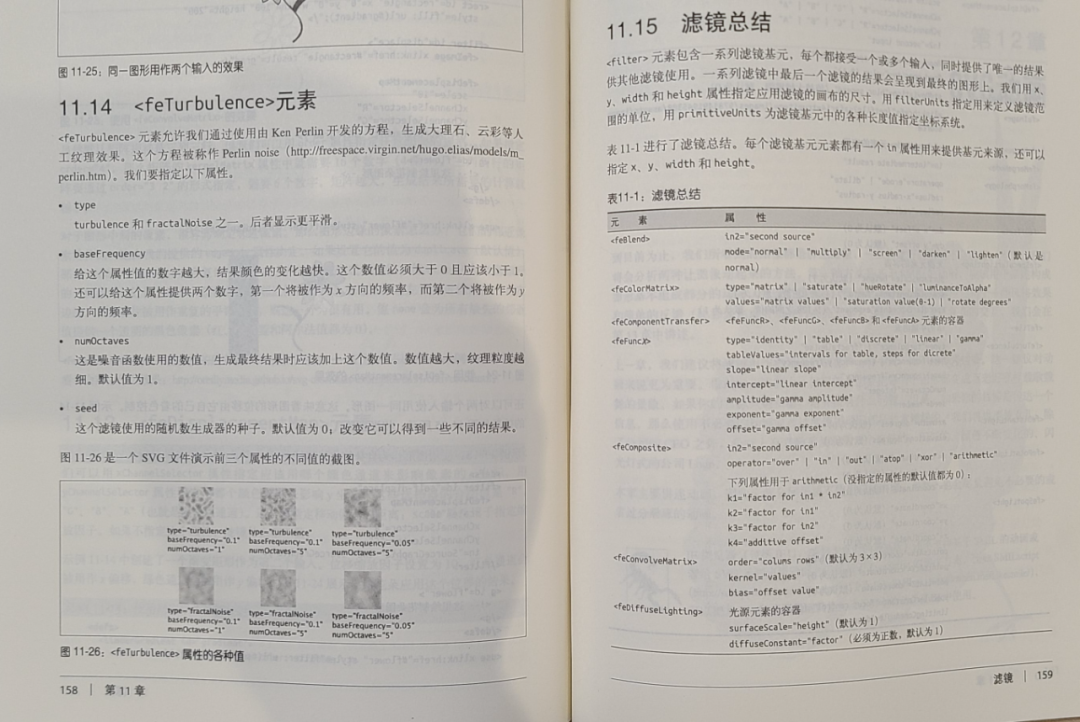 图 11-25：同一图形用作两个输入的效果
11.14 <feTurbulence>元素
<feTurbulence> 元素允许我们通过使用由 Ken Perlin 开发的方程，生成大理石、云彩等人
工纹理效果。这个方程被称作 Perlin noise（http://freespace.virgin.net/hugo.elias/models/m_
perlin.htm）。我们要指定以下属性。
• type
turbulence 和 fractalNoise 之一。后者显示更平滑。
• baseFrequency
给这个属性值的数字越大，结果颜色的变化越快。这个数值必须大于 0 且应该小于 1。
还可以给这个属性提供两个数字，第一个将被作为 x 方向的频率，而第二个将被作为 y
方向的频率。
• numOctaves
这是噪音函数使用的数值，生成最终结果时应该加上这个数值。数值越大，纹理粒度越
细。默认值为 1。
• seed
这个滤镜使用的随机数生成器的种子。默认值为 0；改变它可以得到一些不同的结果。
图 11-26 是一个 SVG 文件演示前三个属性的不同值的截图。
type="turbulence" type="turbulence" type="turbulence"
baseFrequency="0.1" baseFrequency="0.1" baseFrequency="0.05"
numOctaves="1" numOctaves="5" numOctaves="5"
type="fractalNoise" type="fractalNoise" type="fractalNoise"
baseFrequency="0.1" baseFrequency="0.1" baseFrequency="0.05"
numOctaves="1" numOctaves="5" numOctaves="5"
图 11-26：<feTurbulence> 属性的各种值
158 | 第 11 章
11.15 滤镜总结
<filter> 元素包含一系列滤镜基元，每个都接受一个或多个输入，同时提供了唯一的结果
供其他滤镜使用。一系列滤镜中最后一个滤镜的结果会呈现到最终的图形上。我们用 x、
y、width 和 height 属性指定应用滤镜的画布的尺寸。用 filterUnits 指定用来定义滤镜范
围的单位，用 primitiveUnits 为滤镜基元中的各种长度值指定坐标系统。
表 11-1 进行了滤镜总结。每个滤镜基元元素都有一个 in 属性用来提供基元来源，还可以
指定 x、y、width 和 height。
表11-1：滤镜总结
元 素 属 性
<feBlend> in2="second source"
mode="normal" | "multiply" | "screen" | "darken" | "lighten"（默认是
normal）
<feColorMatrix> type="matrix" | "saturate" | "hueRotate" | "luminanceToAlpha"
values="matrix values" | "saturation value(0-1) | "rotate degrees"
<feComponentTransfer> <feFuncR>、<feFuncG>、<feFuncB> 和 <feFuncA> 元素的容器
<feFuncX> type="identity" | "table" | "discrete" | "linear" | "gamma"
tableValues="intervals for table, steps for dicrete"
slope="linear slope"
intercept="linear intercept"
amplitude="gamma amplitude"
exponent="gamma exponent"
offset="gamma offset"
<feComposite> in2="second source"
operator="over" | "in" | "out" | "atop" | "xor" | "arithmetic"
下列属性用于 arithmetic（没指定的属性的默认值都为 0）：
k1="factor for in1 * in2"
k2="factor for in1"
k3="factor for in2"
k4="additive offset"
<feConvolveMatrix> order="colums rows"（默认为 3×3）
kernel="values"
bias="offset value"
<feDiffuseLighting> 光源元素的容器
surfaceScale="height"（默认为 1）
diffuseConstant="factor"（必须为正数，默认为 1）
滤镜 | 159